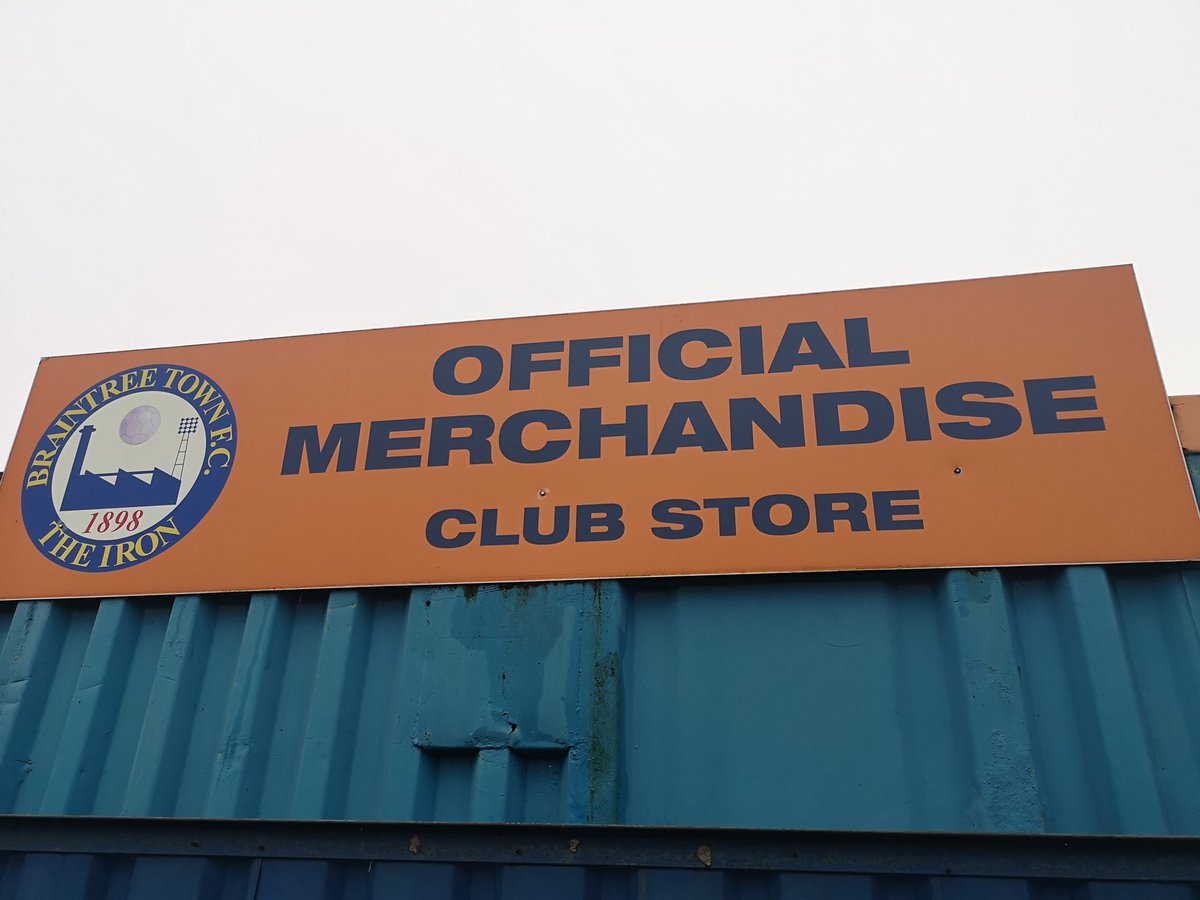 BRAINTREE TOWN F.C.
1898
THE IRON
OFFICIAL
MERCHANDISE
CLUB STORE